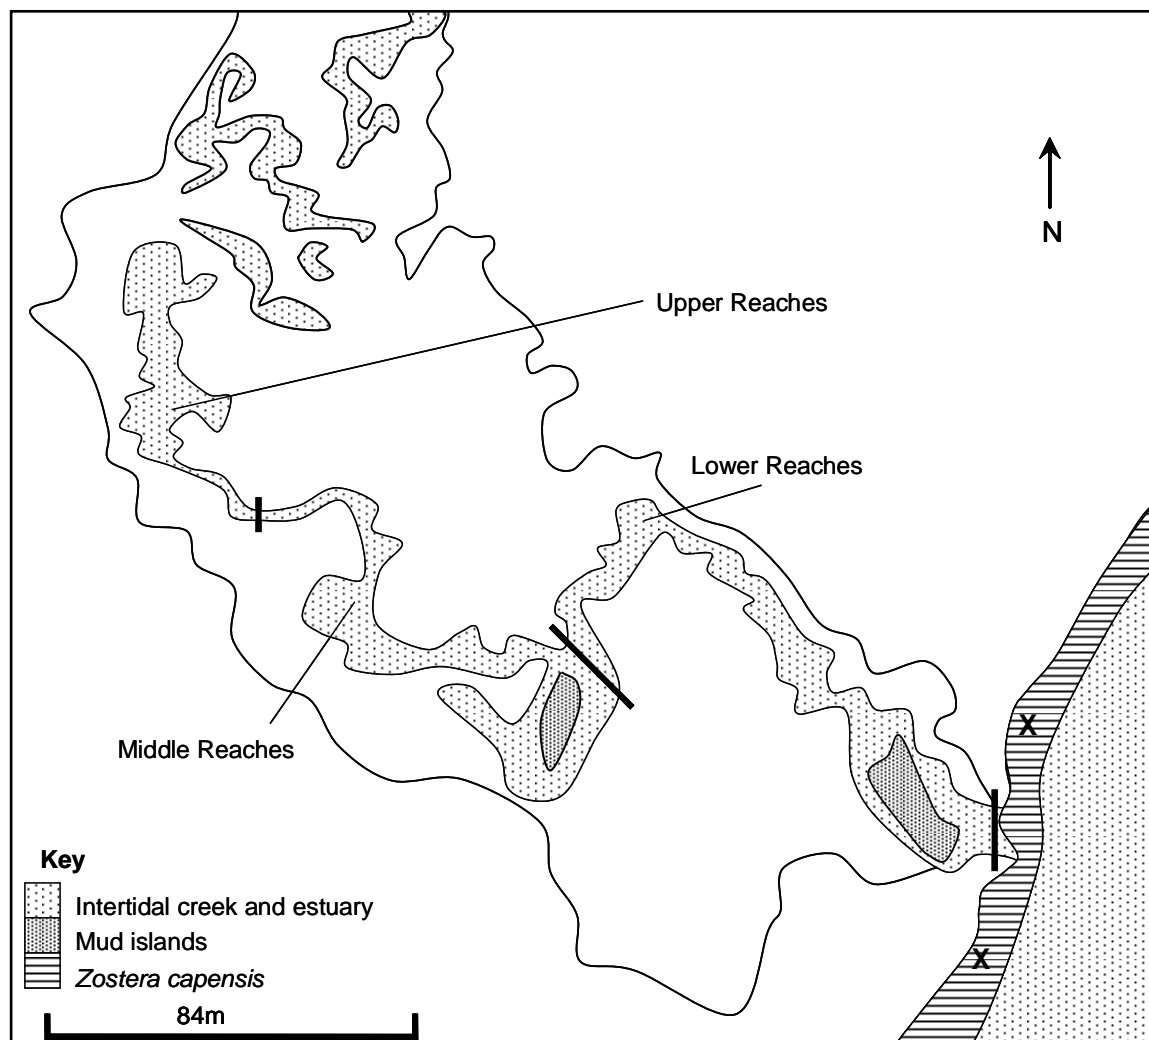 N
Upper Reaches
Lower Reaches
X
Middle Reaches
Key
Intertidal creek and estuary
Mud islands
Zostera capensis
X
84m